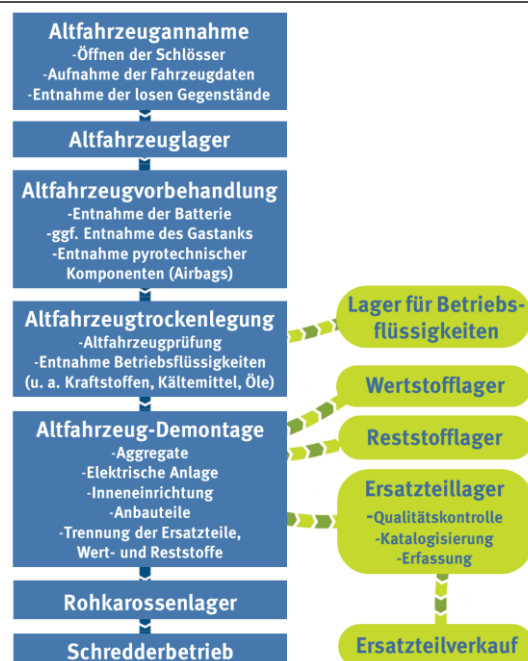 Altfahrzeugannahme
-Öffnen der Schlösser
-Aufnahme der Fahrzeugdaten
-Entnahme der losen Gegenstände
Altfahrzeuglager
Altfahrzeugvorbehandlung
-Entnahme der Batterie
-ggf. Entnahme des Gastanks
-Entnahme pyrotechnischer
Komponenten (Airbags)
Altfahrzeugtrockenlegung
-Altfahrzeugprüfung
-Entnahme Betriebsflüssigkeiten
(u. a. Kraftstoffen, Kältemittel, Öle)
Lager für Betriebs-
flüssigkeiten
Altfahrzeug-Demontage
-Aggregate
-Elektrische Anlage
-Inneneinrichtung
-Anbauteile
-Trennung der Ersatzteile,
Wert- und Reststoffe
Wertstofflager
Reststofflager
Ersatzteillager
-Qualitätskontrolle
-Katalogisierung
-Erfassung
Rohkarossenlager
Schredderbetrieb
Ersatzteilverkauf